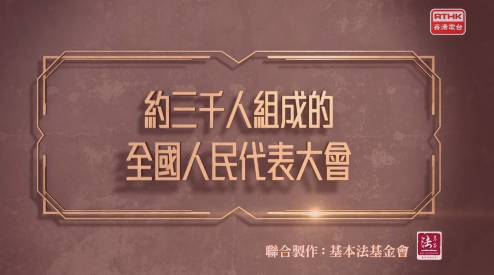 RTHK
香港電台
約三千人組成的
全國人民代表大會
聯合製作：基本法基金會
法